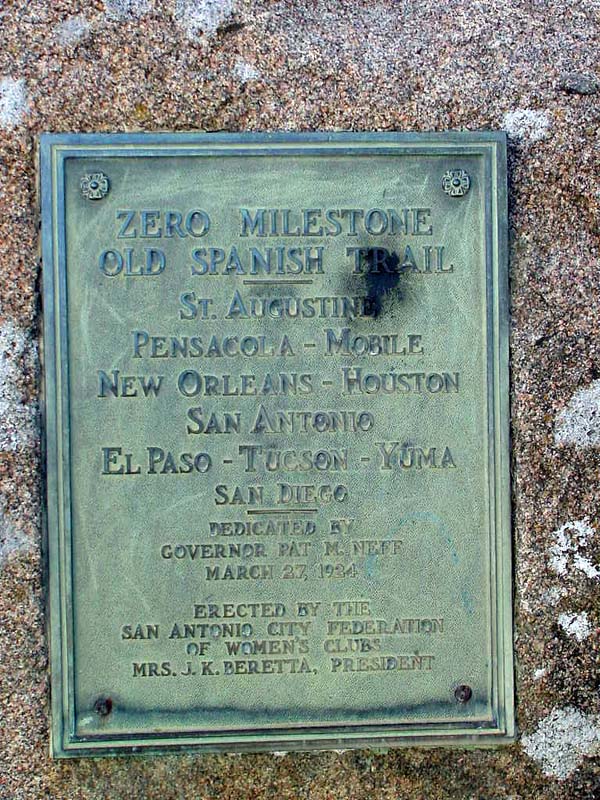 ZERO MILESTONE
OLD SPANISH TRAIL
ST. AUGUSTINE
PENSACOLA - MOBILE
NEW ORLEANS - HOUSTON
SAN ANTONIO
EL PASO - TUCSON - YUMA
SAN DIEGO
DEDICATED BY
GOVERNOR PAT M. NEFF
MARCH 27, 1924
ERECTED BY THE
SAN ANTONIO CITY FEDERATION
OF WOMEN'S CLUBS
MRS. J. K. BERETTA, PRESIDENT